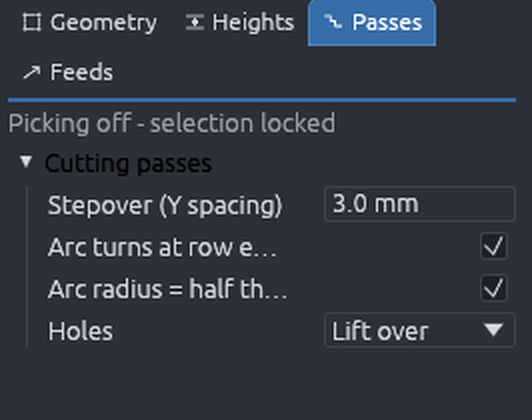 Geometry Heights Passes
Feeds
Picking off - selection locked
Cutting passes
Stepover (Y spacing) 3.0 mm
Arc turns at row e...
Arc radius = half th...
Holes Lift over